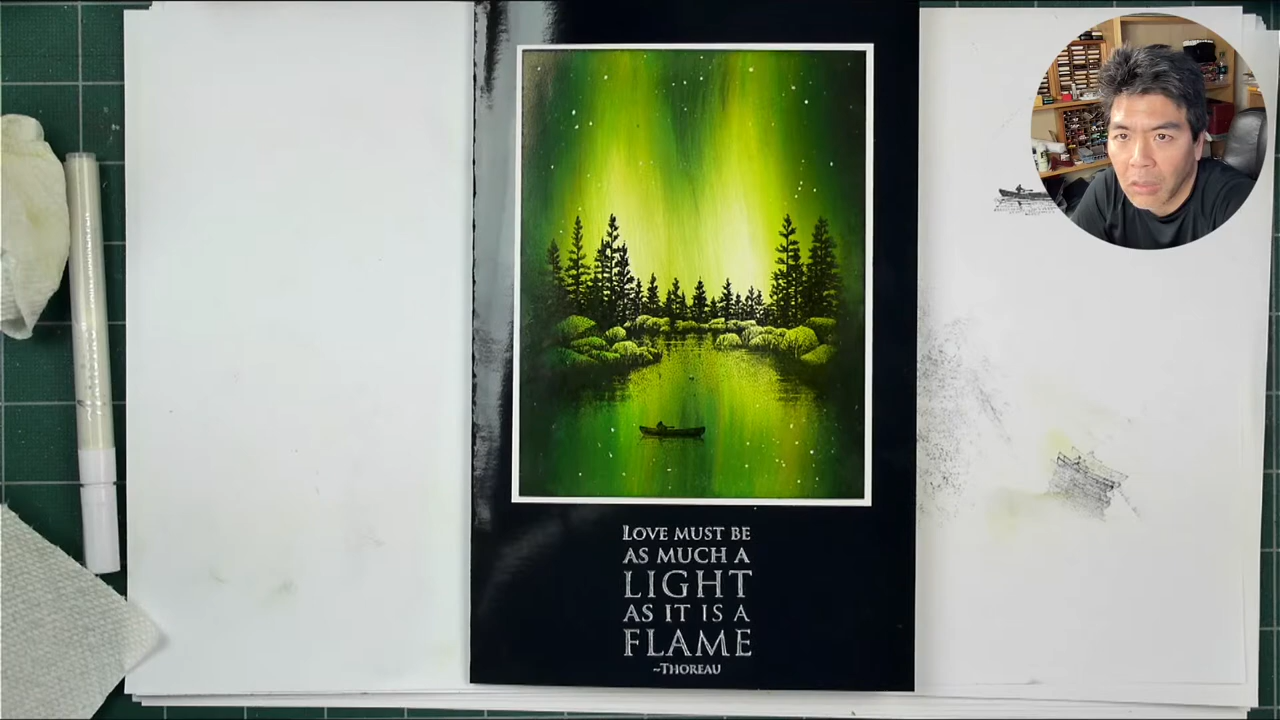 LOVE MUST BE
AS MUCH A
LIGHT
AS IT IS A
FLAME
~THOREAU